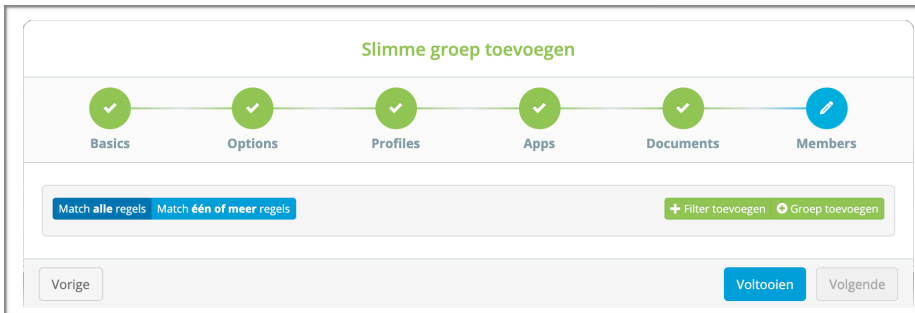 Slimme groep toevoegen
Basics Options Profiles Apps Documents Members
Match alle regels Match één of meer regels Filter toevoegen Groep toevoegen
Vorige Voltooien Volgende